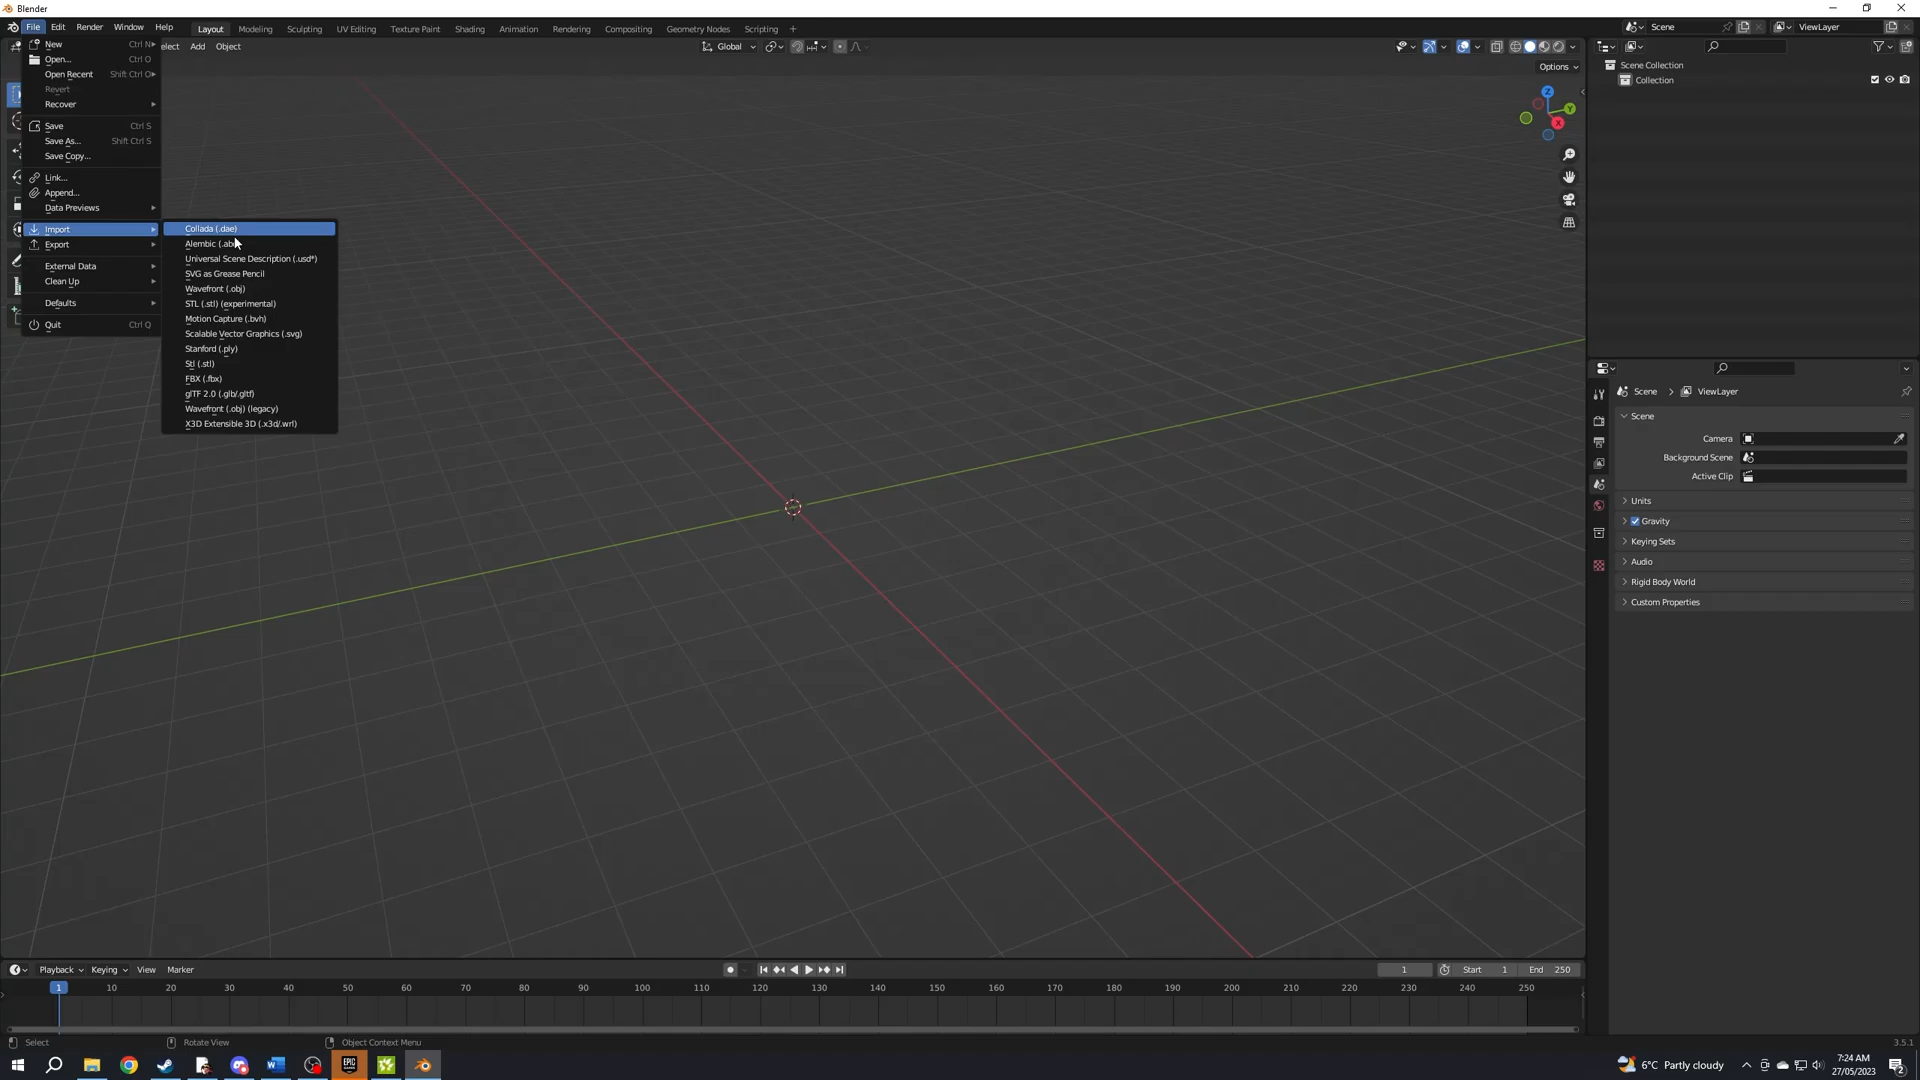 Blender
File Edit Render Window Help Layout Modeling Sculpting UV Editing Texture Paint Shading Animation Rendering Compositing Geometry Nodes Scripting + Scene ViewLayer
elect Add Object Global
Options
New Ctrl N
Open... Ctrl O
Open Recent Shift Ctrl O
Revert
Recover
Save Ctrl S
Save As... Shift Ctrl S
Save Copy...
Link...
Append...
Data Previews
Import
Export
External Data
Clean Up
Defaults
Quit Ctrl Q
Collada (.dae)
Alembic (.ab
Universal Scene Description (.usd*)
SVG as Grease Pencil
Wavefront (.obj)
STL (.stl) (experimental)
Motion Capture (.bvh)
Scalable Vector Graphics (.svg)
Stanford (.ply)
Stl (.stl)
FBX (.fbx)
glTF 2.0 (.glb/.gltf)
Wavefront (.obj) (legacy)
X3D Extensible 3D (.x3d/.wrl)
Z
Y
X
Scene Collection
Collection
Scene > ViewLayer
Scene
Camera
Background Scene
Active Clip
Units
Gravity
Keying Sets
Audio
Rigid Body World
Custom Properties
Playback Keying View Marker 1 Start 1 End 250
1 10 20 30 40 50 60 70 80 90 100 110 120 130 140 150 160 170 180 190 200 210 220 230 240 250
Select Rotate View Object Context Menu 3.5.1
EPIC GAMES
6°C Partly cloudy
7:24 AM
27/05/2023
2